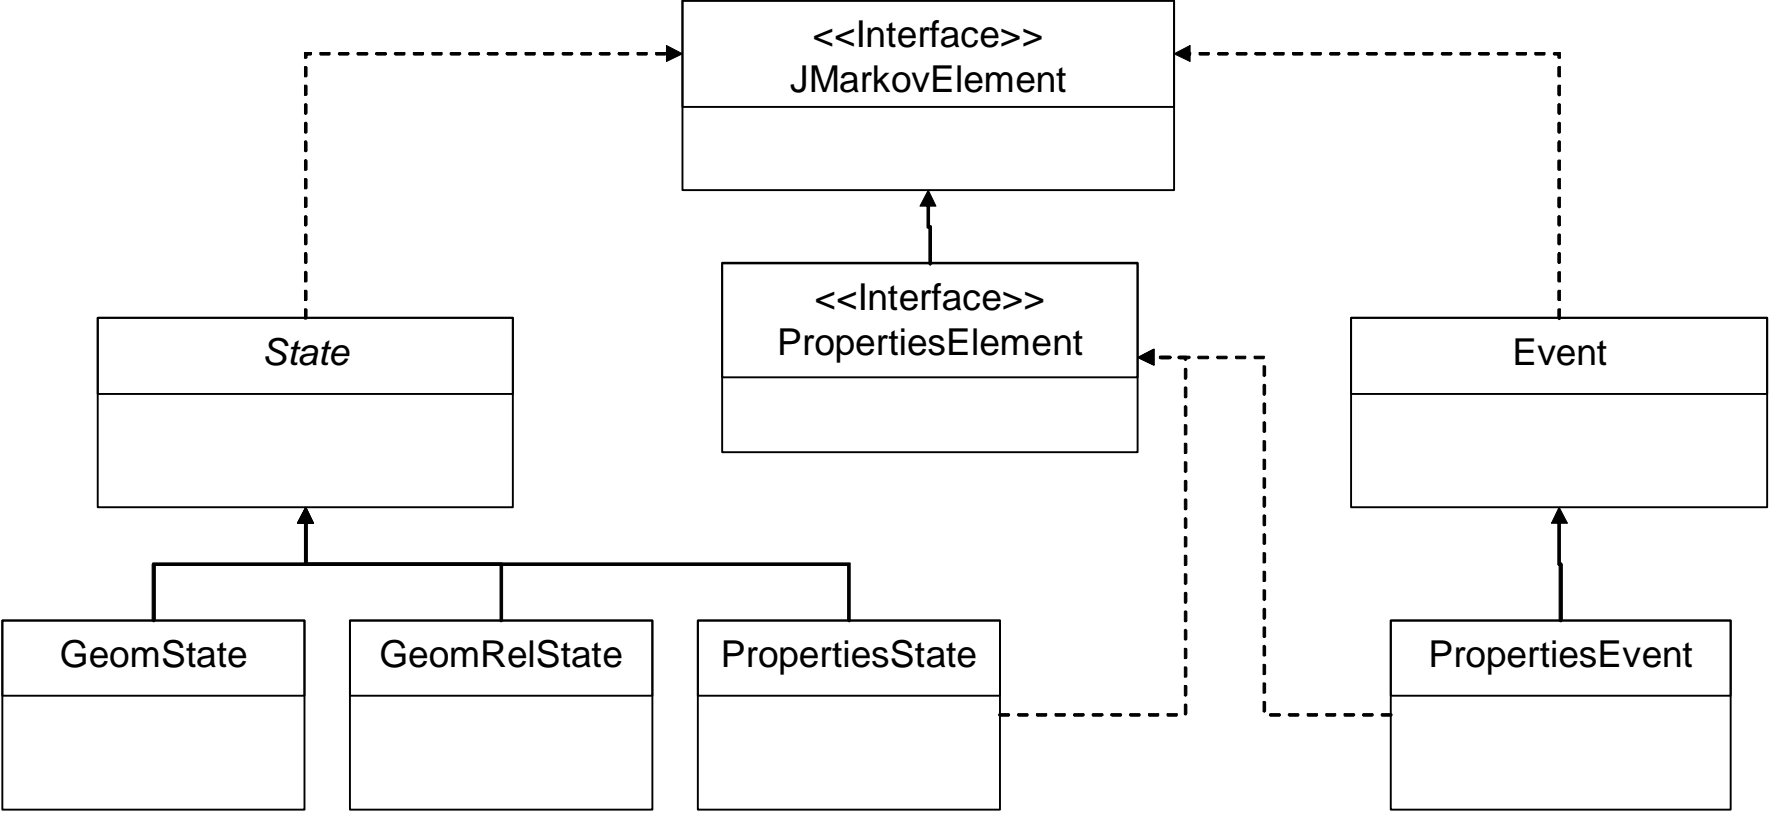 <<Interface>>
JMarkovElement
<<Interface>>
PropertiesElement
State
Event
GeomState
GeomRelState
PropertiesState
PropertiesEvent